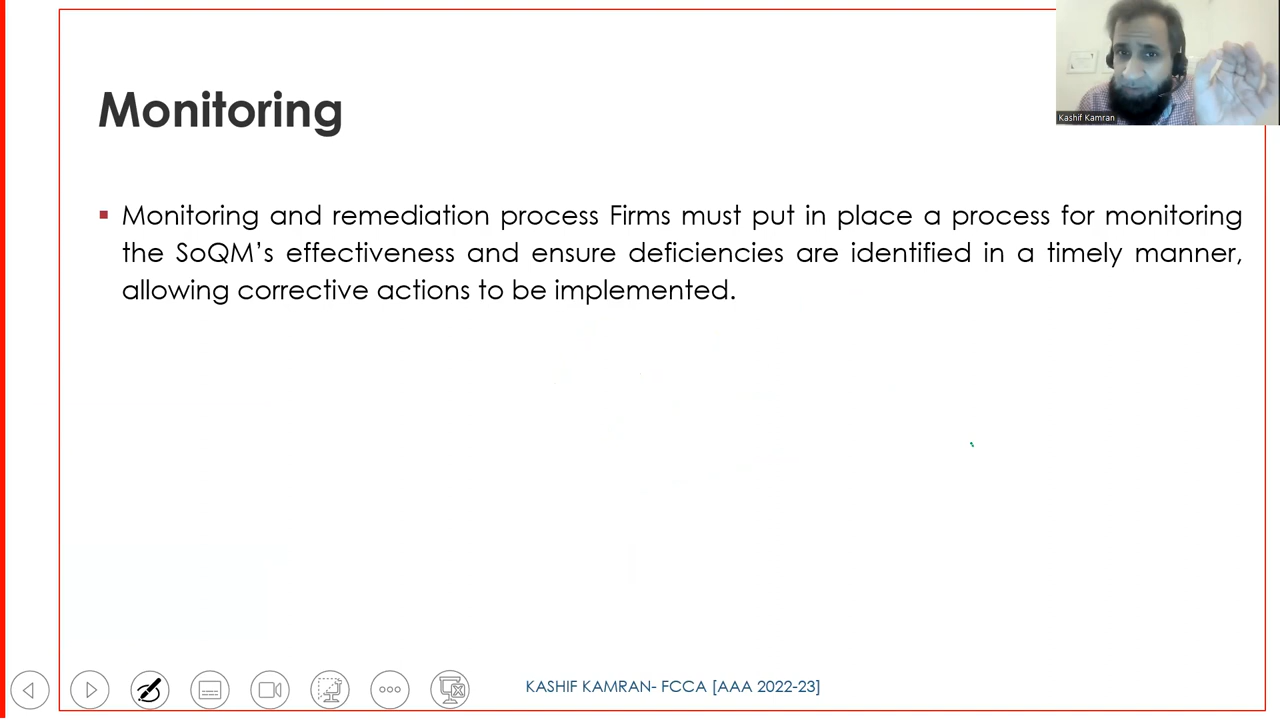 Monitoring
Monitoring and remediation process Firms must put in place a process for monitoring
the SoQM’s effectiveness and ensure deficiencies are identified in a timely manner,
allowing corrective actions to be implemented.
Kashif Kamran
KASHIF KAMRAN- FCCA [AAA 2022-23]